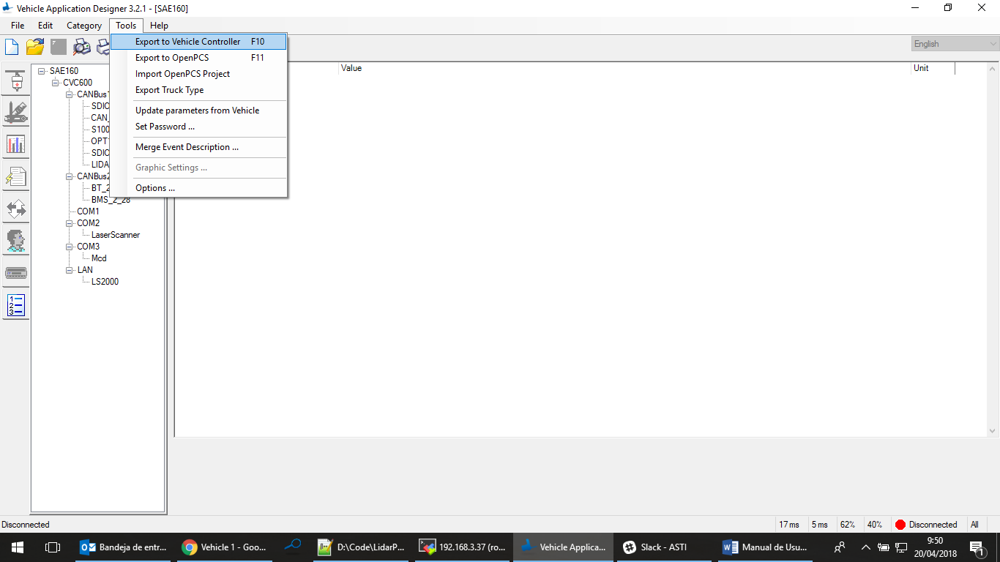 Vehicle Application Designer 3.2.1 - [SAE160]
File Edit Category Tools Help
Export to Vehicle Controller F10
Export to OpenPCS F11
Import OpenPCS Project
Export Truck Type
Update parameters from Vehicle
Set Password ...
Merge Event Description ...
Graphic Settings ...
Options ...
English
Value Unit
SAE160
CVC600
CANBus1
SDIO
CAN_
S100
OPT1
SDIO
LIDA
CANBus2
BT_2
BMS_2_28
COM1
COM2
LaserScanner
COM3
Mcd
LAN
LS2000
1
2
3
Disconnected 17 ms 5 ms 62% 40% Disconnected All
Bandeja de entr... Vehicle 1 - Goo... D:\Code\LidarP... 192.168.3.37 (ro... Vehicle Applica... Slack - ASTI Manual de Usu... 9:50
20/04/2018 1